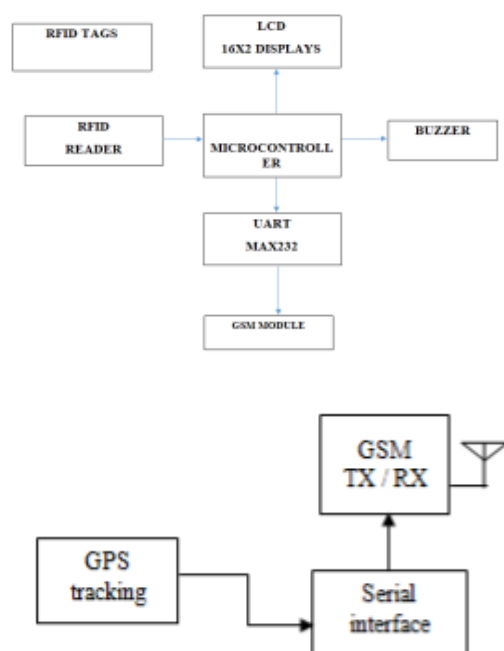 LCD
16X2 DISPLAYS
RFID TAGS
RFID
READER
MICROCONTROLL
ER
BUZZER
UART
MAX232
GSM MODULE
GSM
TX / RX
GPS
tracking
Serial
interface